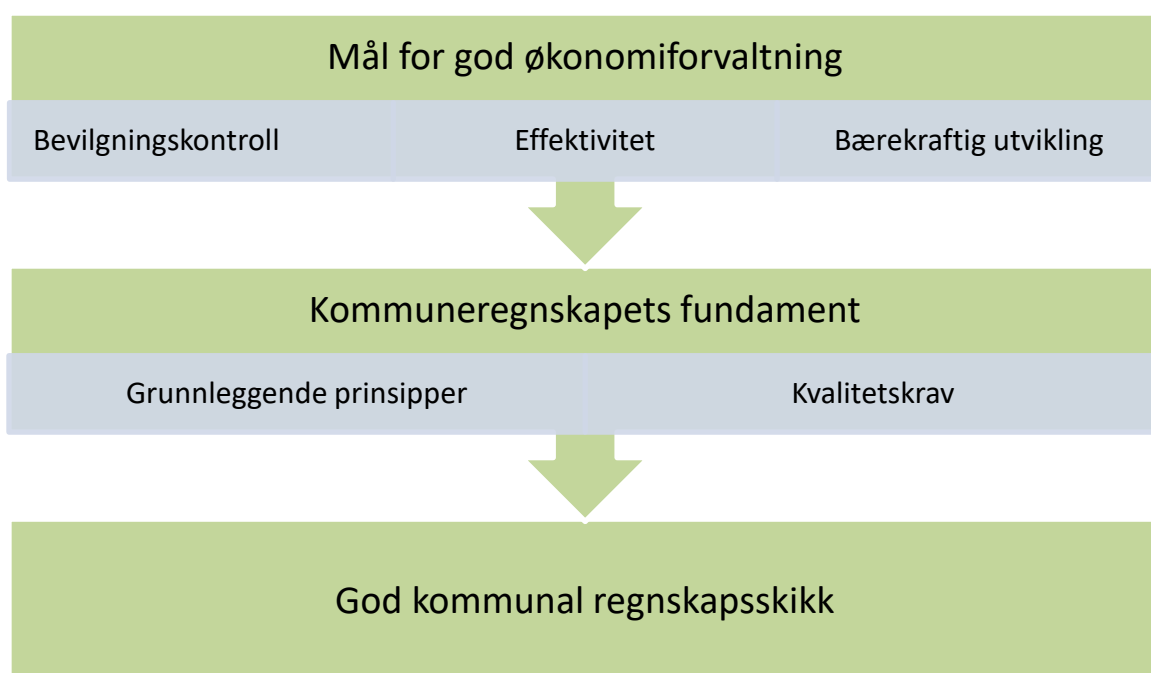 Mål for god økonomiforvaltning
Bevilgningskontroll
Effektivitet
Bærekraftig utvikling
Kommuneregnskapets fundament
Grunnleggende prinsipper
Kvalitetskrav
God kommunal regnskapsskikk